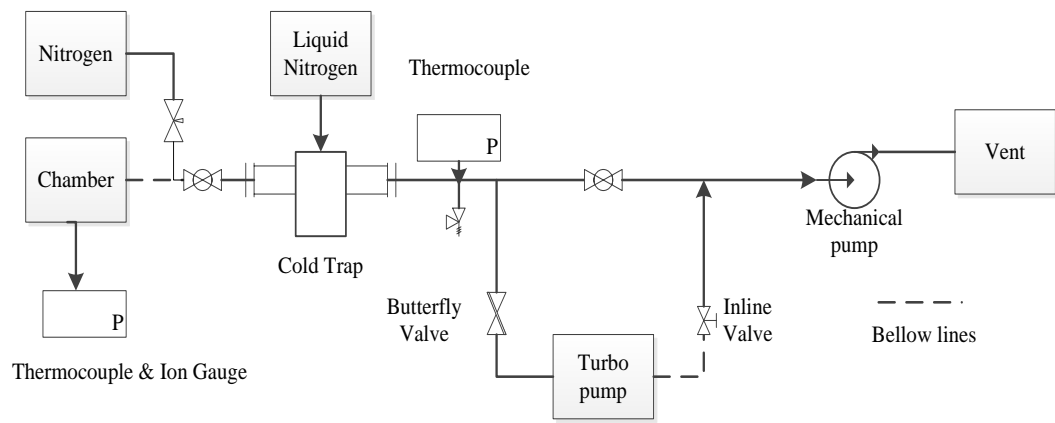 Nitrogen
Liquid
Nitrogen
Thermocouple
P
Chamber
Vent
Mechanical
pump
Cold Trap
P
Butterfly
Valve
Inline
Valve
Bellow lines
Turbo
pump
Thermocouple & Ion Gauge